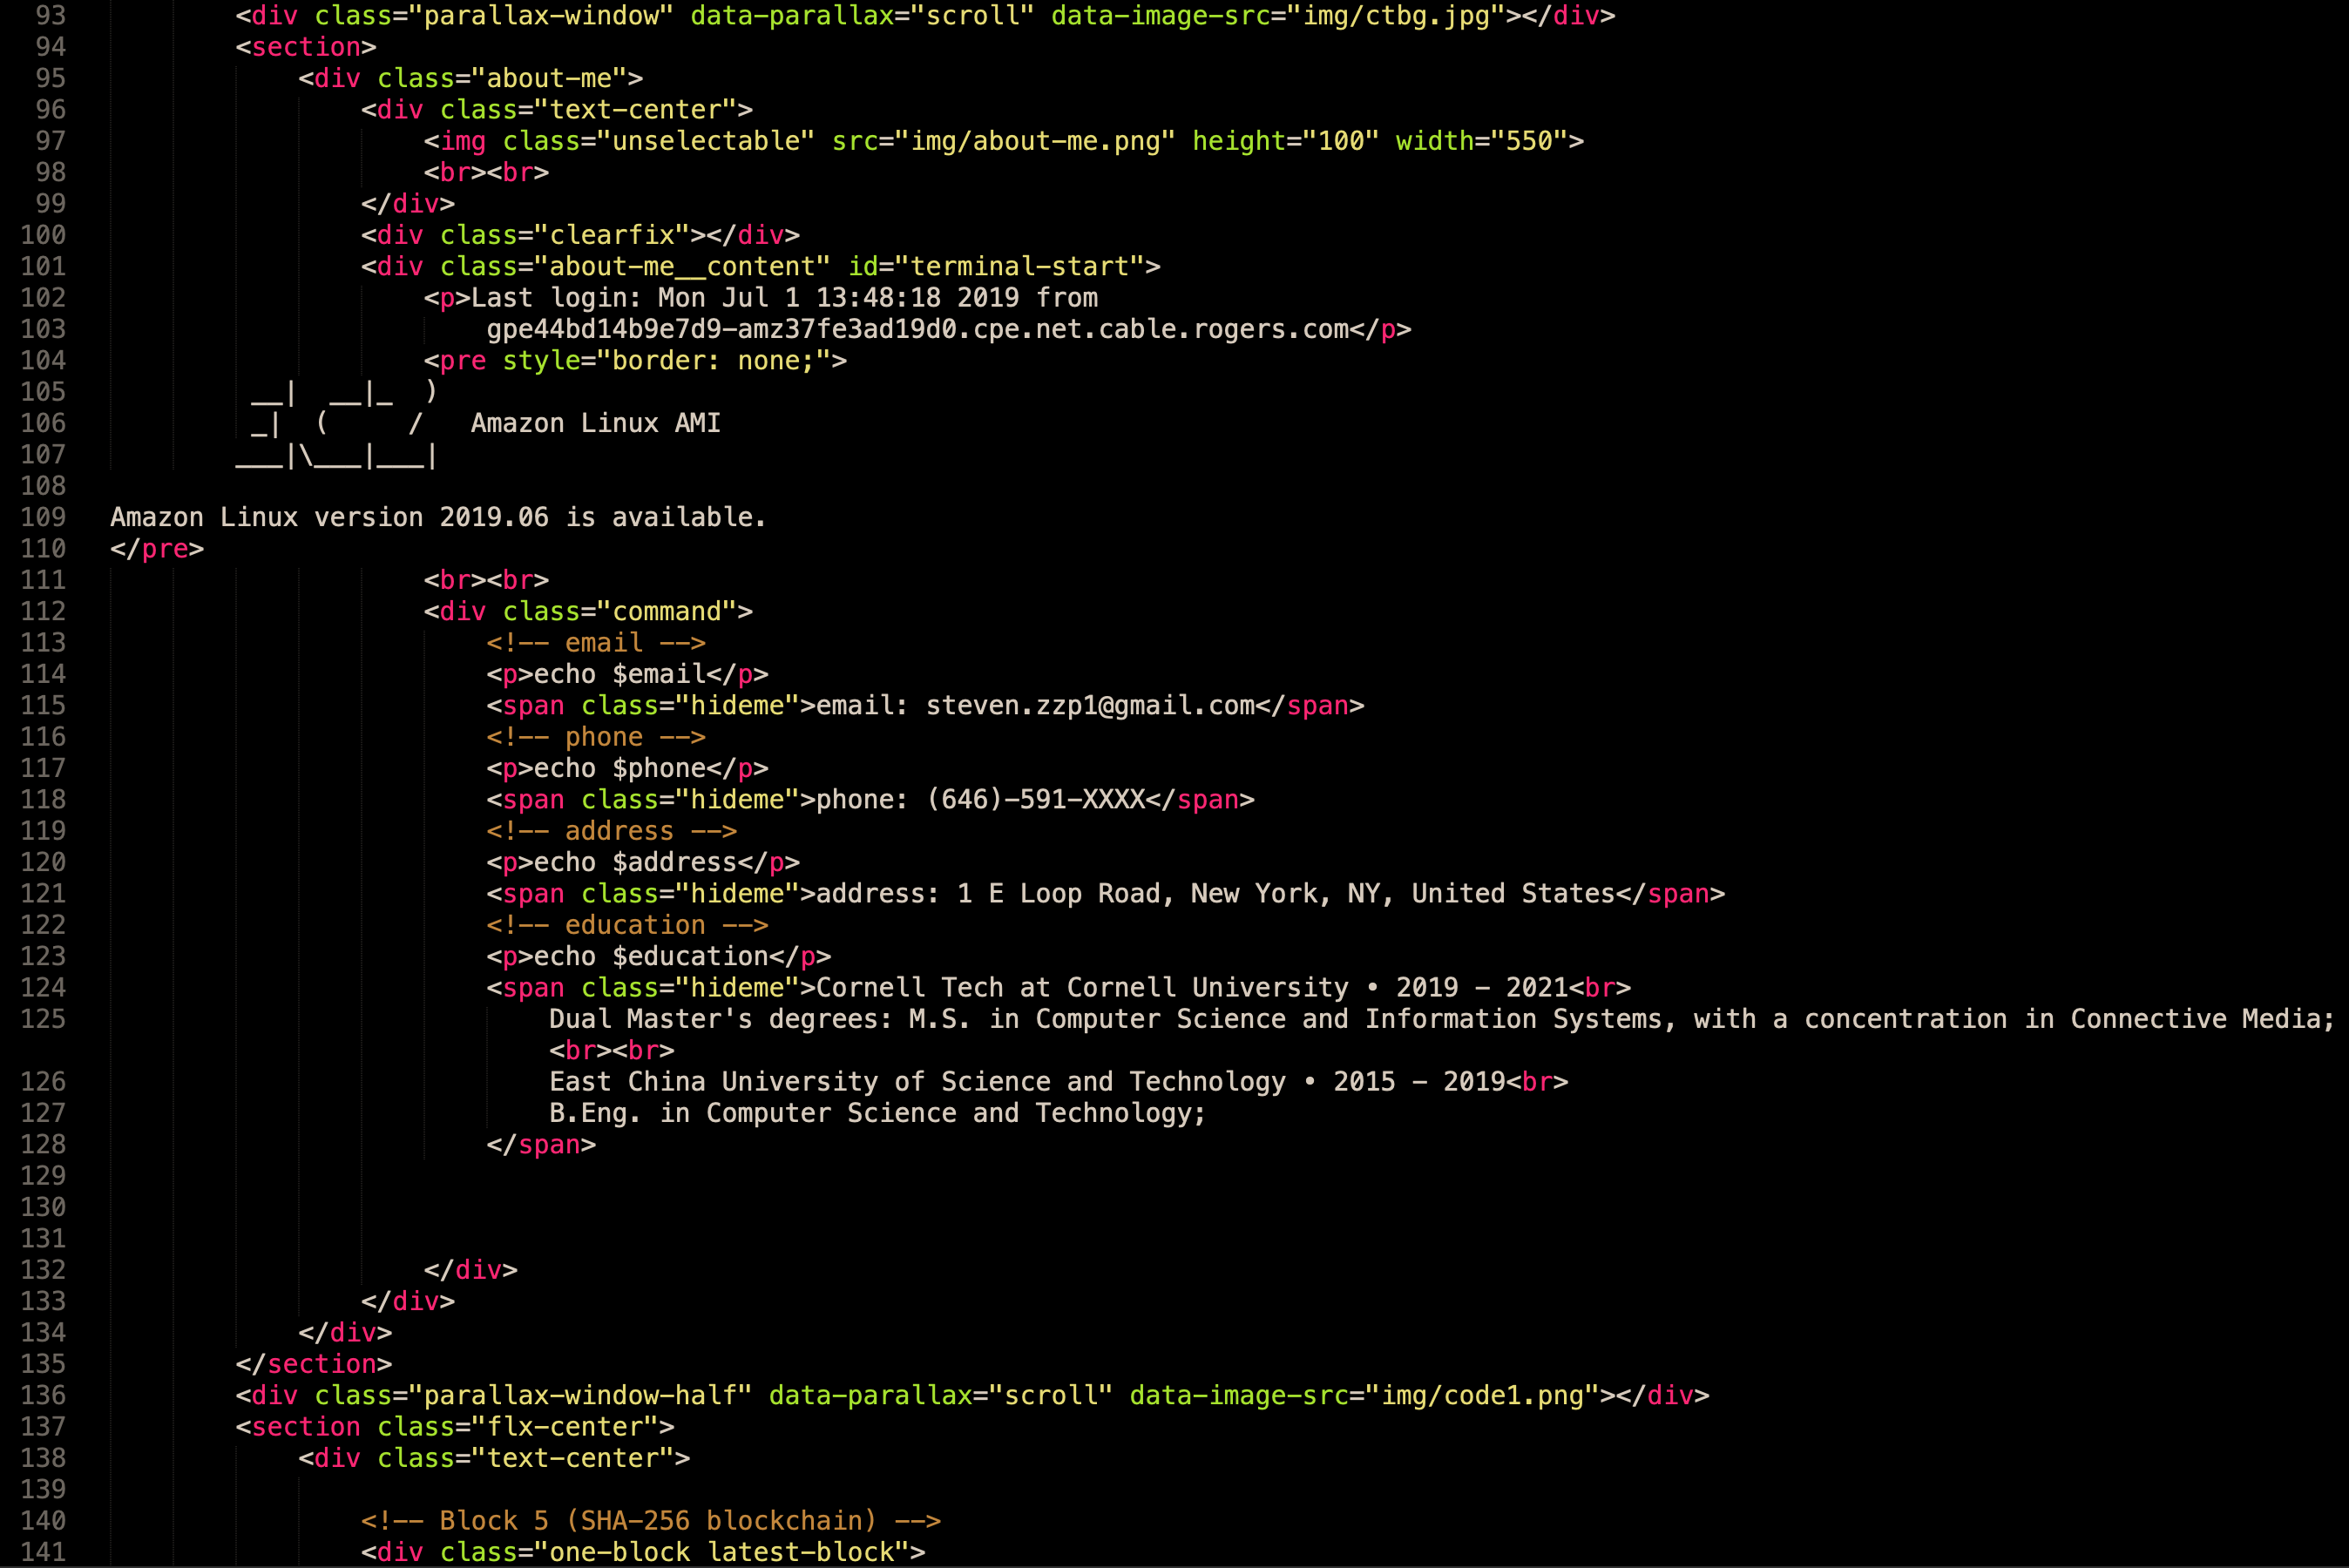 93 <div class="parallax-window" data-parallax="scroll" data-image-src="img/ctbg.jpg"></div>
94 <section>
95 <div class="about-me">
96 <div class="text-center">
97 <img class="unselectable" src="img/about-me.png" height="100" width="550">
98 <br><br>
99 </div>
100 <div class="clearfix"></div>
101 <div class="about-me__content" id="terminal-start">
102 <p>Last login: Mon Jul 1 13:48:18 2019 from
103 gpe44bd14b9e7d9-amz37fe3ad19d0.cpe.net.cable.rogers.com</p>
104 <pre style="border: none;">
105          __|  __|_  )
106          _|  (     /   Amazon Linux AMI
107         ___|\___|___|
108
109 Amazon Linux version 2019.06 is available.
110 </pre>
111 <br><br>
112 <div class="command">
113 <!-- email -->
114 <p>echo $email</p>
115 <span class="hideme">email: steven.zzp1@gmail.com</span>
116 <!-- phone -->
117 <p>echo $phone</p>
118 <span class="hideme">phone: (646)-591-XXXX</span>
119 <!-- address -->
120 <p>echo $address</p>
121 <span class="hideme">address: 1 E Loop Road, New York, NY, United States</span>
122 <!-- education -->
123 <p>echo $education</p>
124 <span class="hideme">Cornell Tech at Cornell University • 2019 - 2021<br>
125 Dual Master's degrees: M.S. in Computer Science and Information Systems, with a concentration in Connective Media;
<br><br>
126 East China University of Science and Technology • 2015 - 2019<br>
127 B.Eng. in Computer Science and Technology;
128 </span>
129
130
131
132 </div>
133 </div>
134 </div>
135 </section>
136 <div class="parallax-window-half" data-parallax="scroll" data-image-src="img/code1.png"></div>
137 <section class="flx-center">
138 <div class="text-center">
139
140 <!-- Block 5 (SHA-256 blockchain) -->
141 <div class="one-block latest-block">